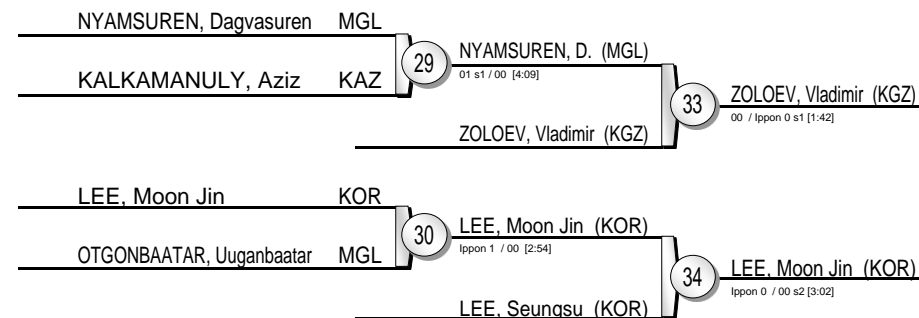 NYAMSUREN, Dagvasuren MGL
29
NYAMSUREN, D. (MGL)
01 s1 / 00 [4:09]
KALKAMANULY, Aziz KAZ
33
ZOLOEV, Vladimir (KGZ)
00 / Ippon 0 s1 [1:42]
ZOLOEV, Vladimir (KGZ)
LEE, Moon Jin KOR
30
LEE, Moon Jin (KOR)
Ippon 1 / 00 [2:54]
OTGONBAATAR, Uuganbaatar MGL
34
LEE, Moon Jin (KOR)
Ippon 0 / 00 s2 [3:02]
LEE, Seungsu (KOR)